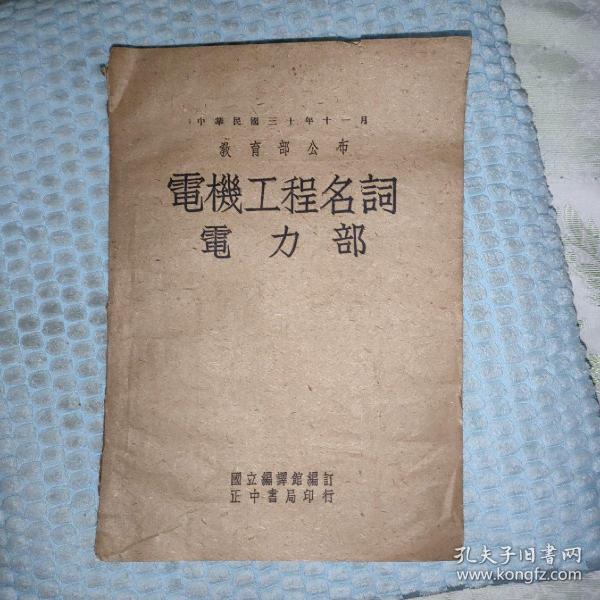 中華民國三十年十一月
教育部公布
電機工程名詞
電力部
國立編譯館編訂
正中書局印行
孔夫子旧书网
www.kongfz.com